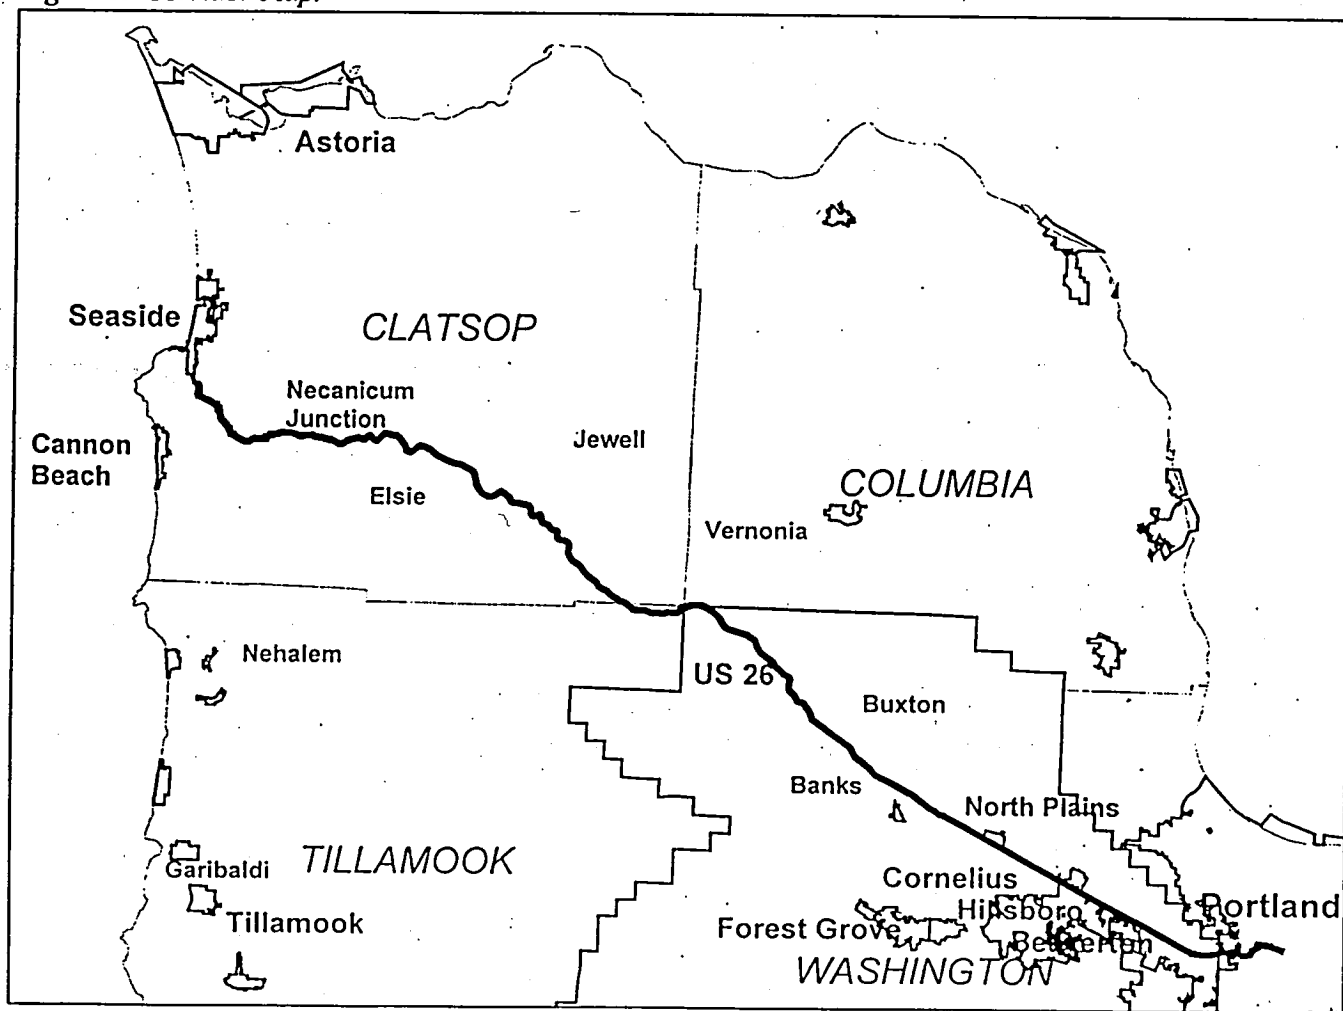 Astoria
Seaside
CLATSOP
Necanicum
Junction
Jewell
Cannon
Beach
Elsie
COLUMBIA
Vernonia
Nehalem
US 26
Buxton
Banks
North Plains
Garibaldi
TILLAMOOK
Cornelius
Portland
Hillsboro
Tillamook
Forest Grove
Beaverton
WASHINGTON